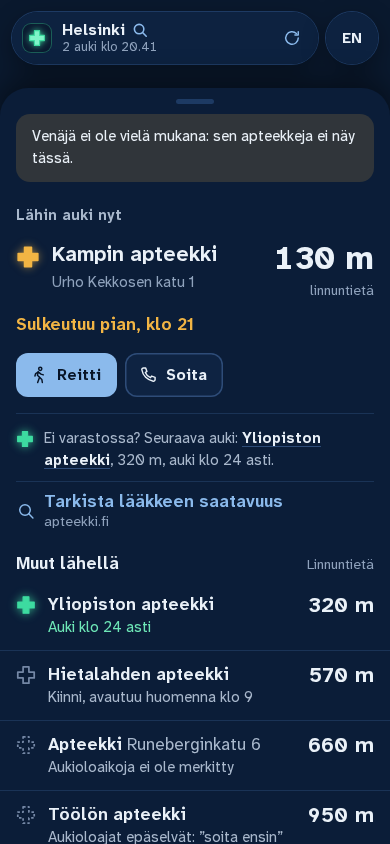 Helsinki
2 auki klo 20.41
EN
Venäjä ei ole vielä mukana: sen apteekkeja ei näy
tässä.
Lähin auki nyt
Kampin apteekki
130 m
Urho Kekkosen katu 1
linnuntietä
Sulkeutuu pian, klo 21
Reitti
Soita
Ei varastossa? Seuraava auki: Yliopiston
apteekki, 320 m, auki klo 24 asti.
Tarkista lääkkeen saatavuus
apteekki.fi
Muut lähellä
Linnuntietä
Yliopiston apteekki
320 m
Auki klo 24 asti
Hietalahden apteekki
570 m
Kiinni, avautuu huomenna klo 9
Apteekki Runeberginkatu 6
660 m
Aukioloaikoja ei ole merkitty
Töölön apteekki
950 m
Aukioloajat epäselvät: ”soita ensin”